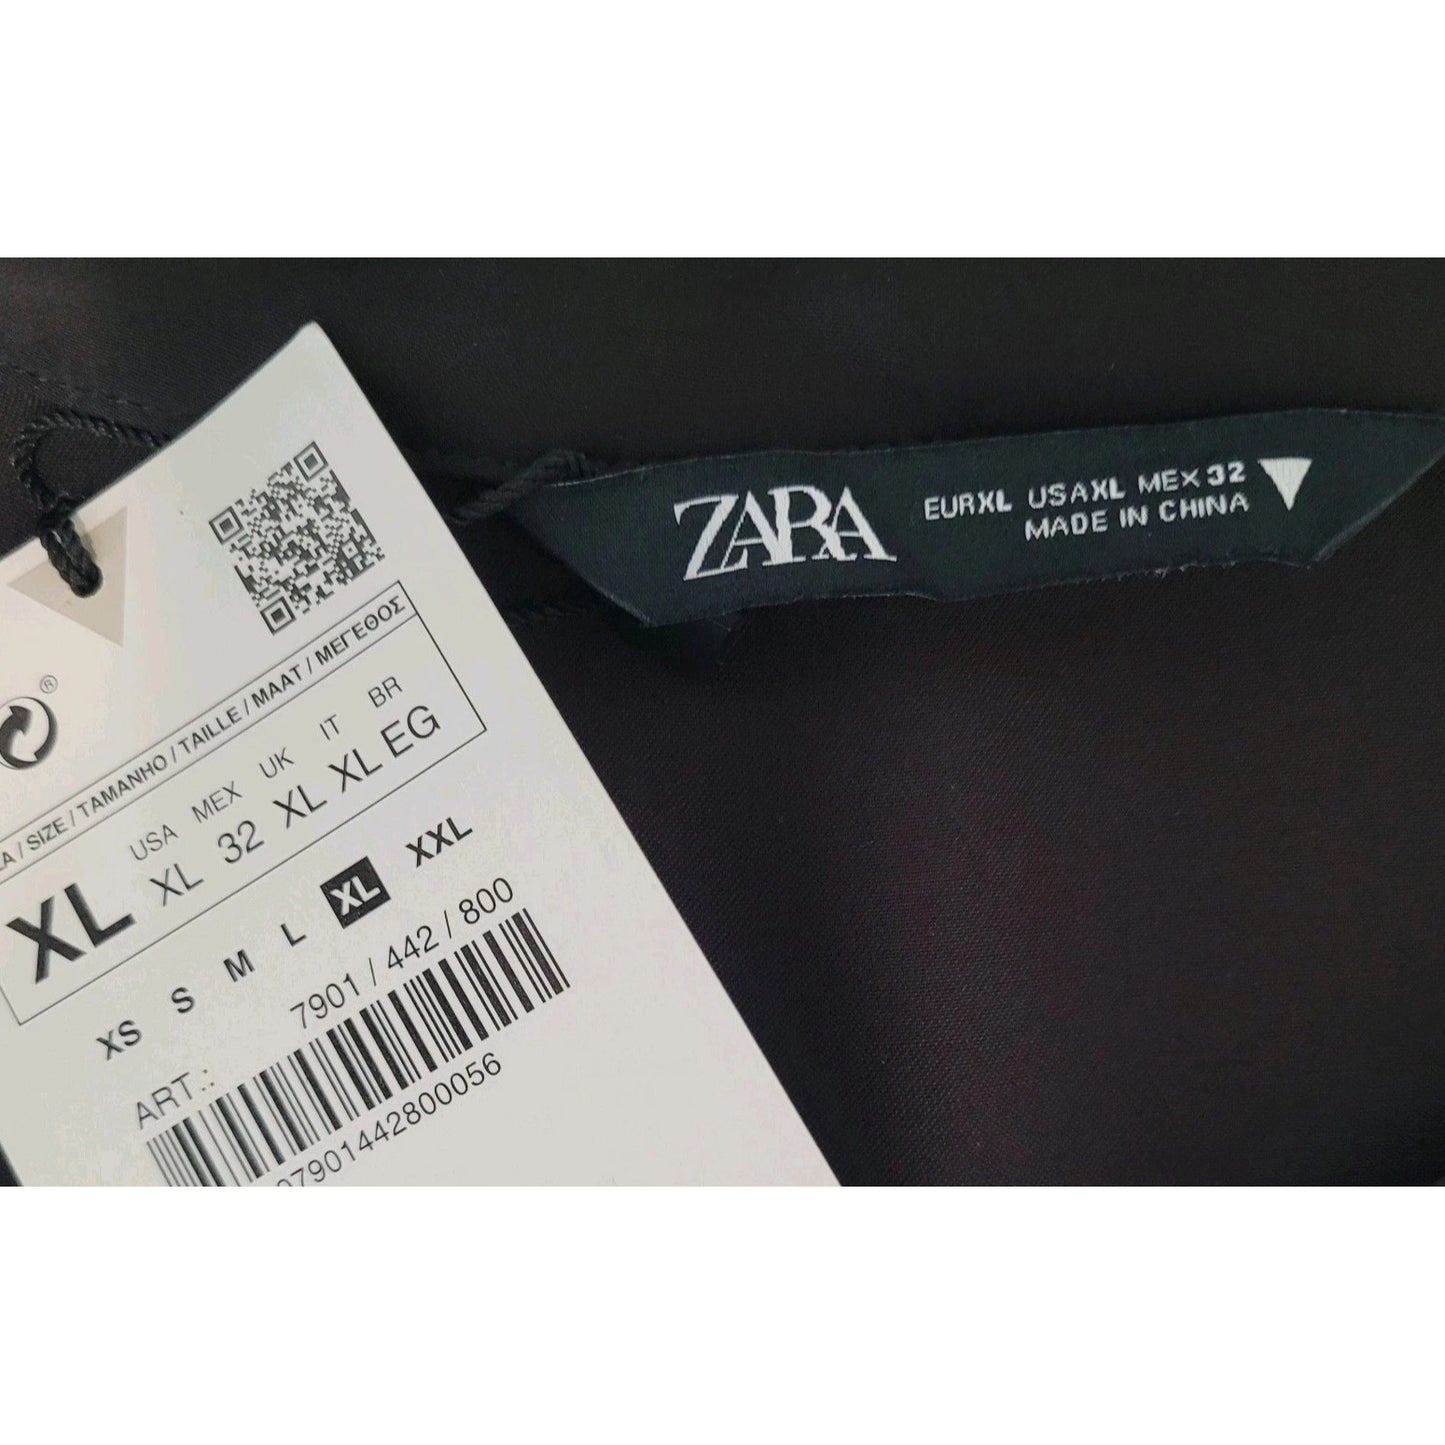 ®
/ SIZE / TAMANHO / TAILLE / MAAT / ΜΕΓΕΘΟΣ
USA MEX UK IT BR
XL XL 32 XL XL EG
XS S M L XL XXL
7901 / 442 / 800
ART.:
07901442800056
ZARA
EUR XL USA XL MEX 32
MADE IN CHINA